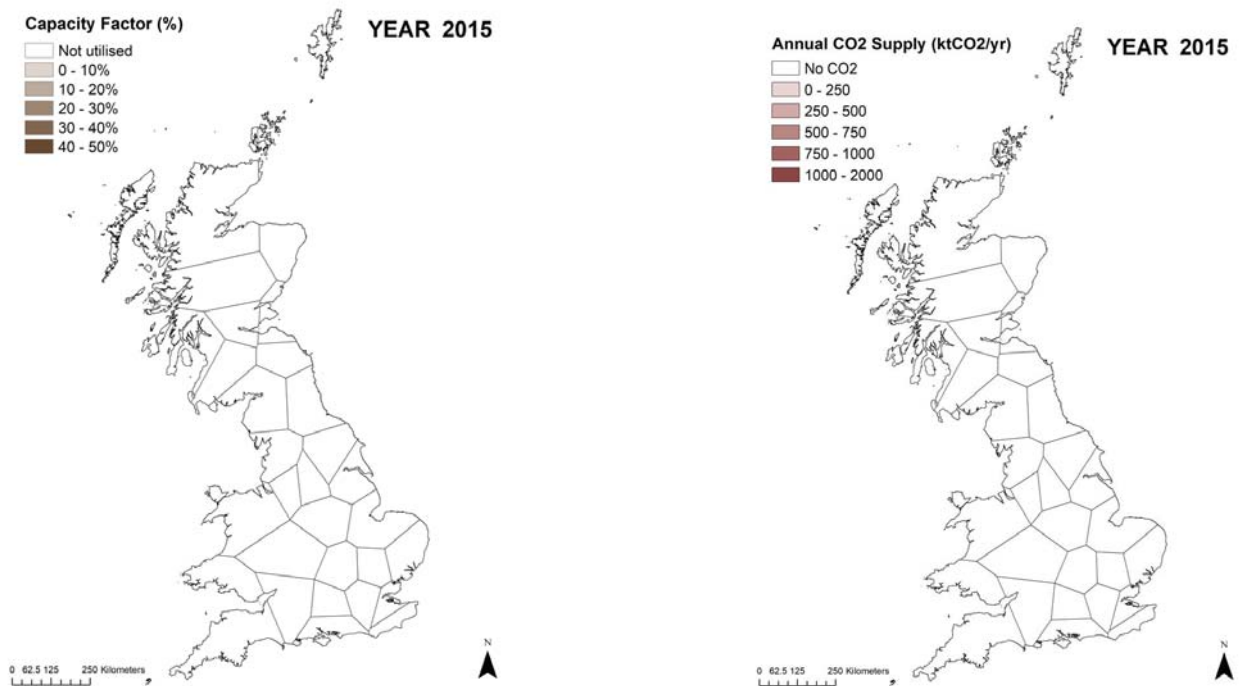 Capacity Factor (%)
Not utilised
0 - 10%
10 - 20%
20 - 30%
30 - 40%
40 - 50%
YEAR 2015
0 62.5 125 250 Kilometers
N
Annual CO2 Supply (ktCO2/yr)
No CO2
0 - 250
250 - 500
500 - 750
750 - 1000
1000 - 2000
YEAR 2015
0 62.5 125 250 Kilometers
N